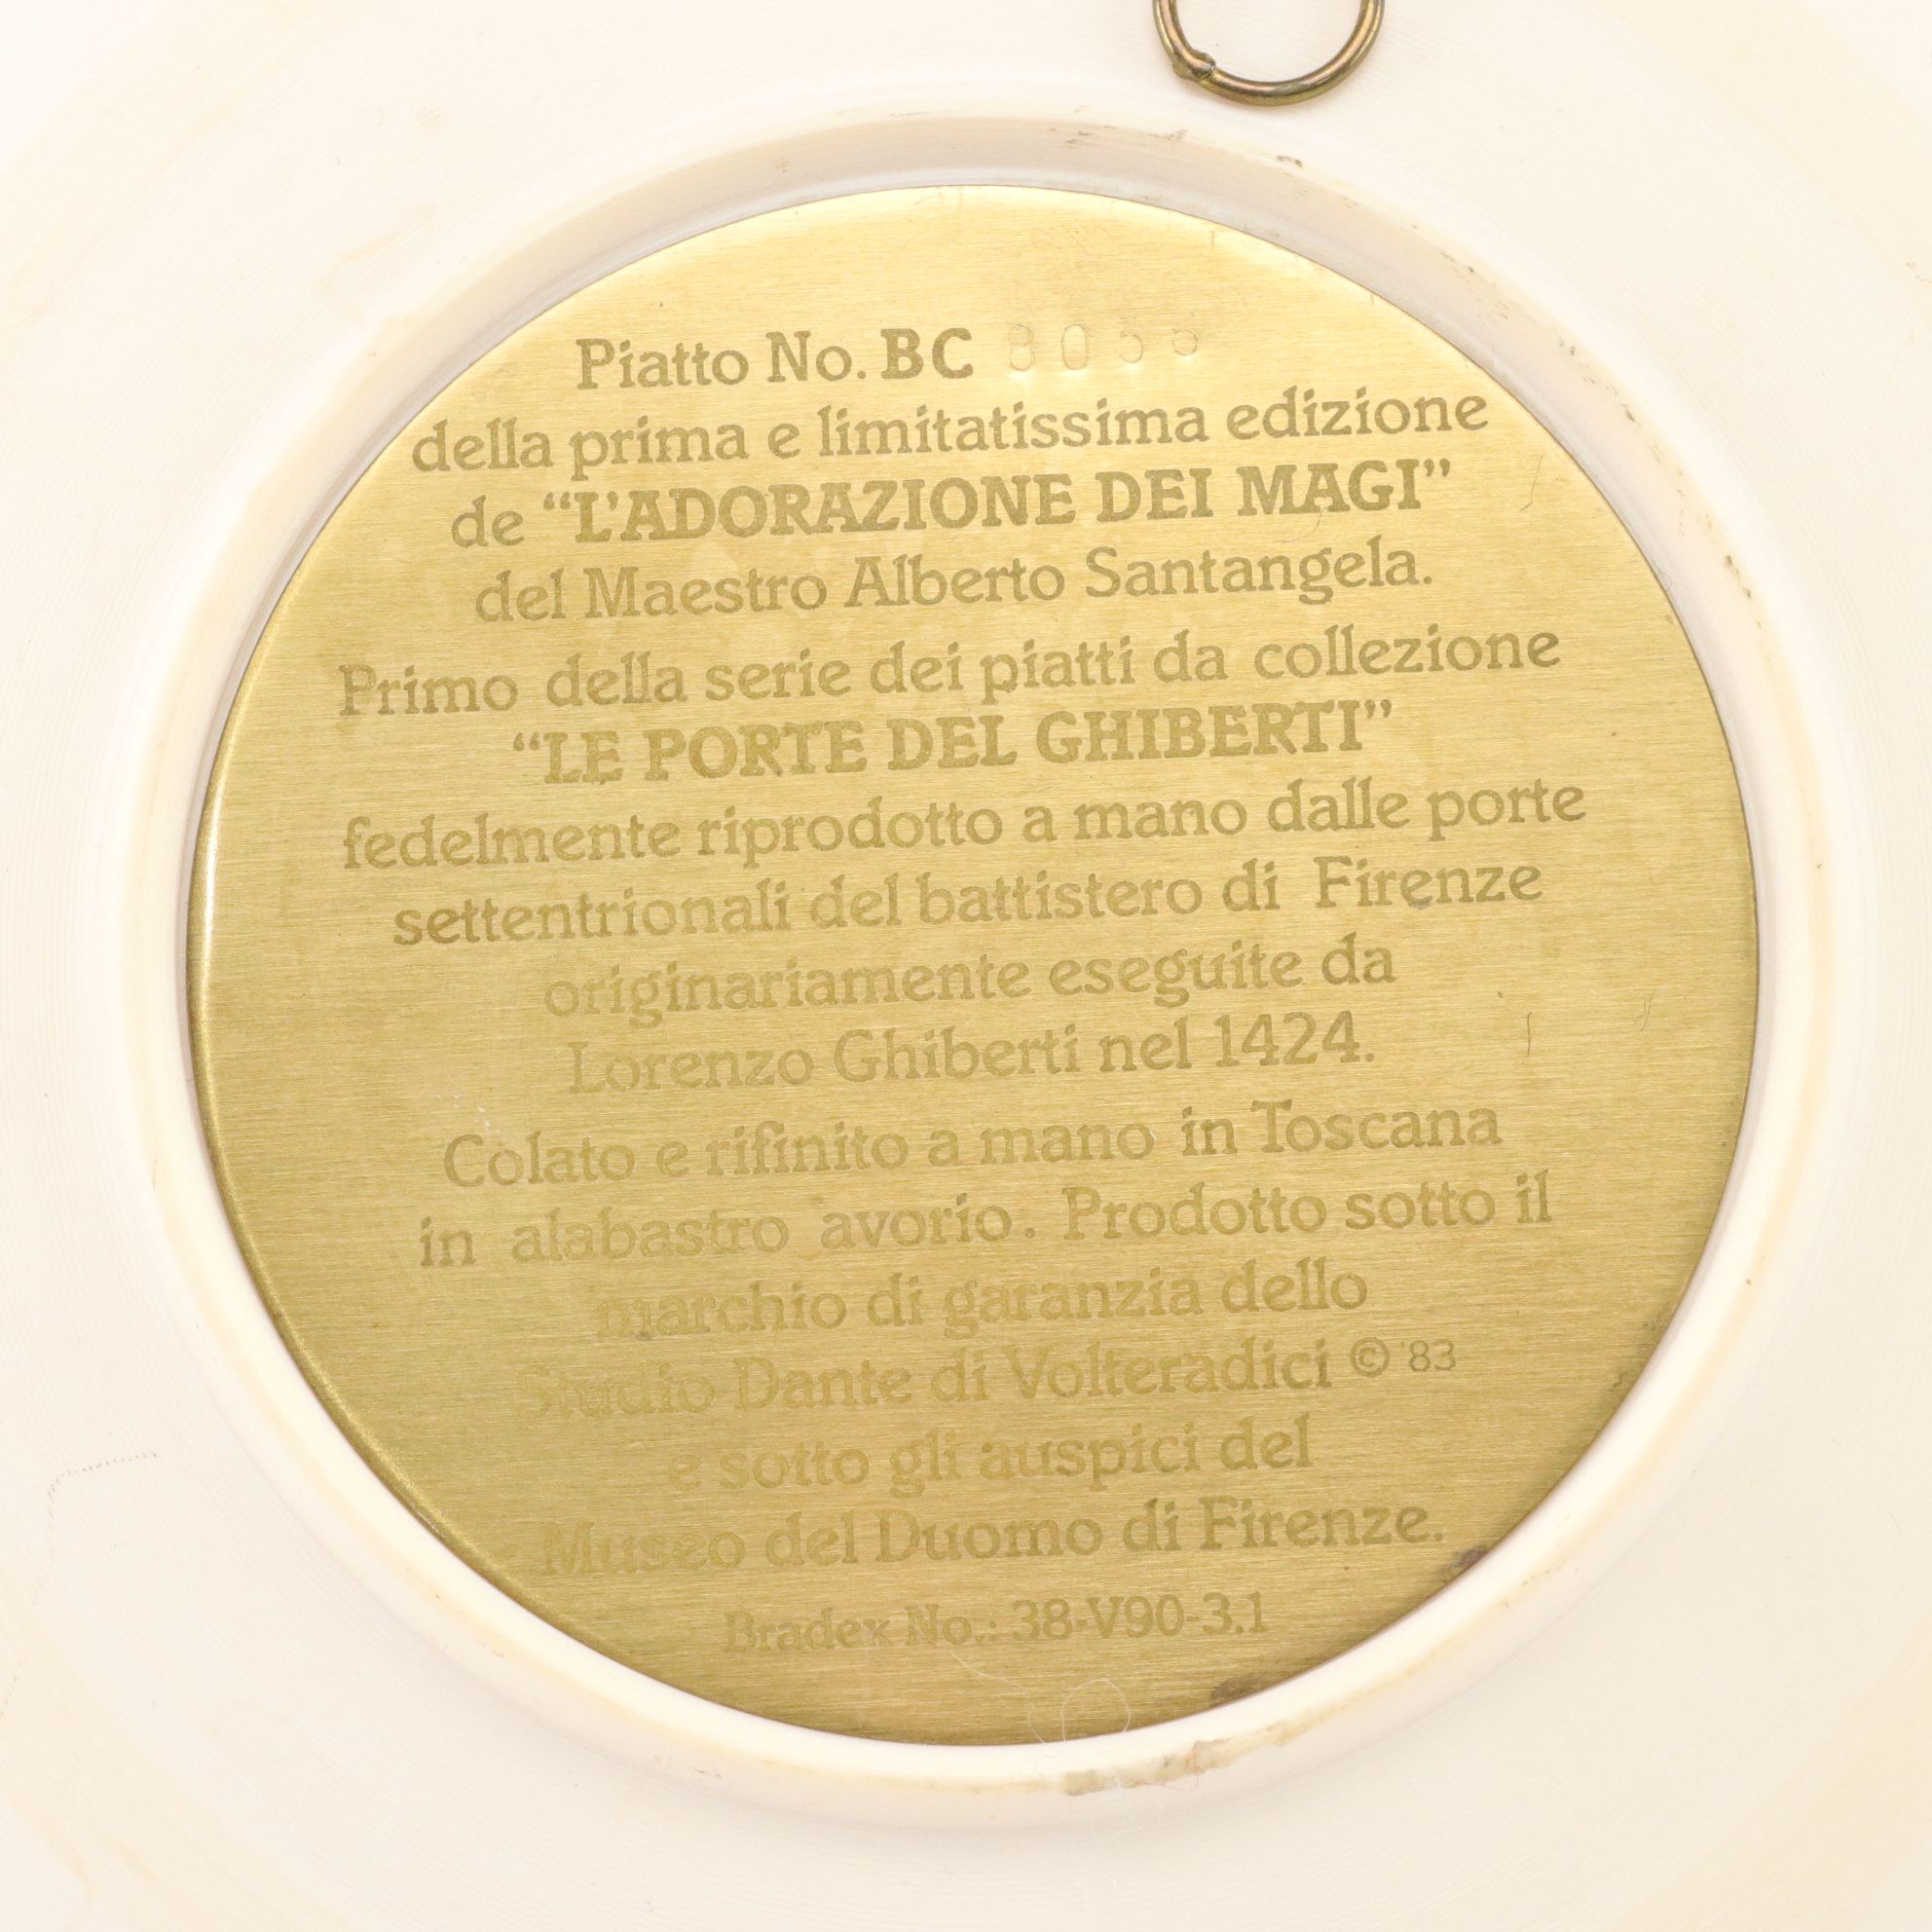 Piatto No. BC
della prima e limitatissima edizione
de “L'ADORAZIONE DEI MAGI”
del Maestro Alberto Santangela.
Primo della serie dei piatti da collezione
“LE PORTE DEL GHIBERTI”
fedelmente riprodotto a mano dalle porte
settentrionali del battistero di Firenze
originariamente eseguite da
Lorenzo Ghiberti nel 1424.
Colato e rifinito a mano in Toscana
in alabastro avorio. Prodotto sotto il
marchio di garanzia dello
Studio Dante di Volteradici © '83
e sotto gli auspici del
Museo del Duomo di Firenze.
Bradex No.: 38-V90-3.1